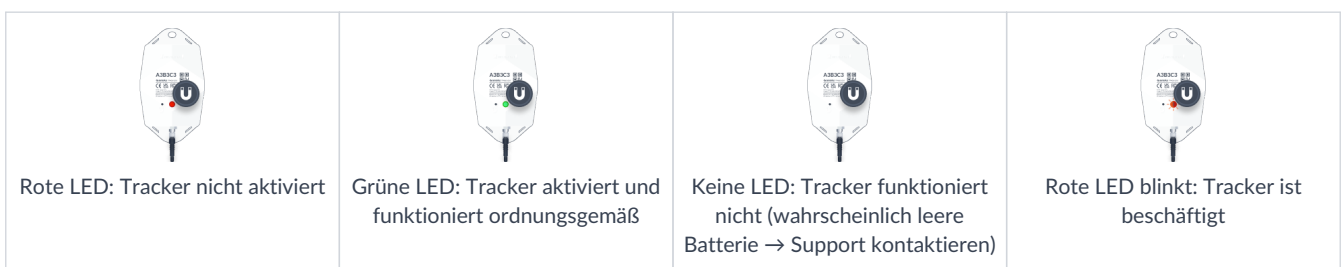 A3B3C3
A3B3C3
A3B3C3
A3B3C3
Rote LED: Tracker nicht aktiviert
Grüne LED: Tracker aktiviert und
funktioniert ordnungsgemäß
Keine LED: Tracker funktioniert
nicht (wahrscheinlich leere
Batterie → Support kontaktieren)
Rote LED blinkt: Tracker ist
beschäftigt